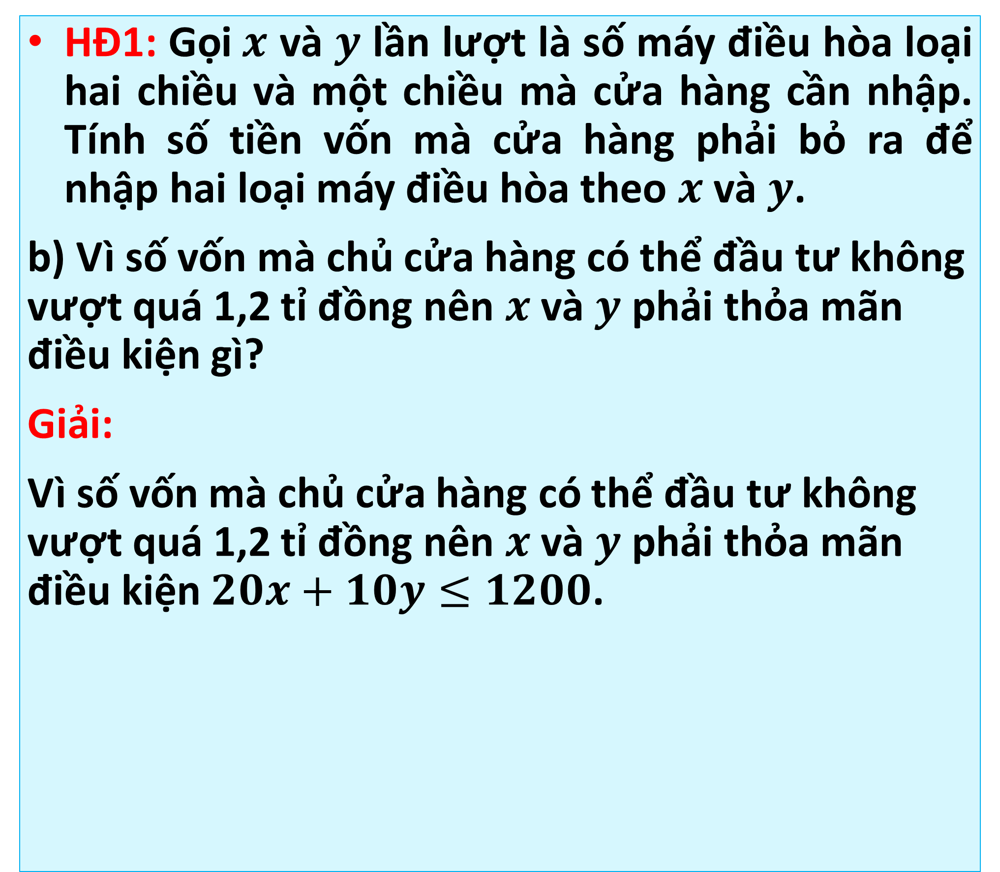 • HĐ1: Gọi x và y lần lượt là số máy điều hòa loại
hai chiều và một chiều mà cửa hàng cần nhập.
Tính số tiền vốn mà cửa hàng phải bỏ ra để
nhập hai loại máy điều hòa theo x và y.
b) Vì số vốn mà chủ cửa hàng có thể đầu tư không
vượt quá 1,2 tỉ đồng nên x và y phải thỏa mãn
điều kiện gì?
Giải:
Vì số vốn mà chủ cửa hàng có thể đầu tư không
vượt quá 1,2 tỉ đồng nên x và y phải thỏa mãn
điều kiện 20x + 10y ≤ 1200.